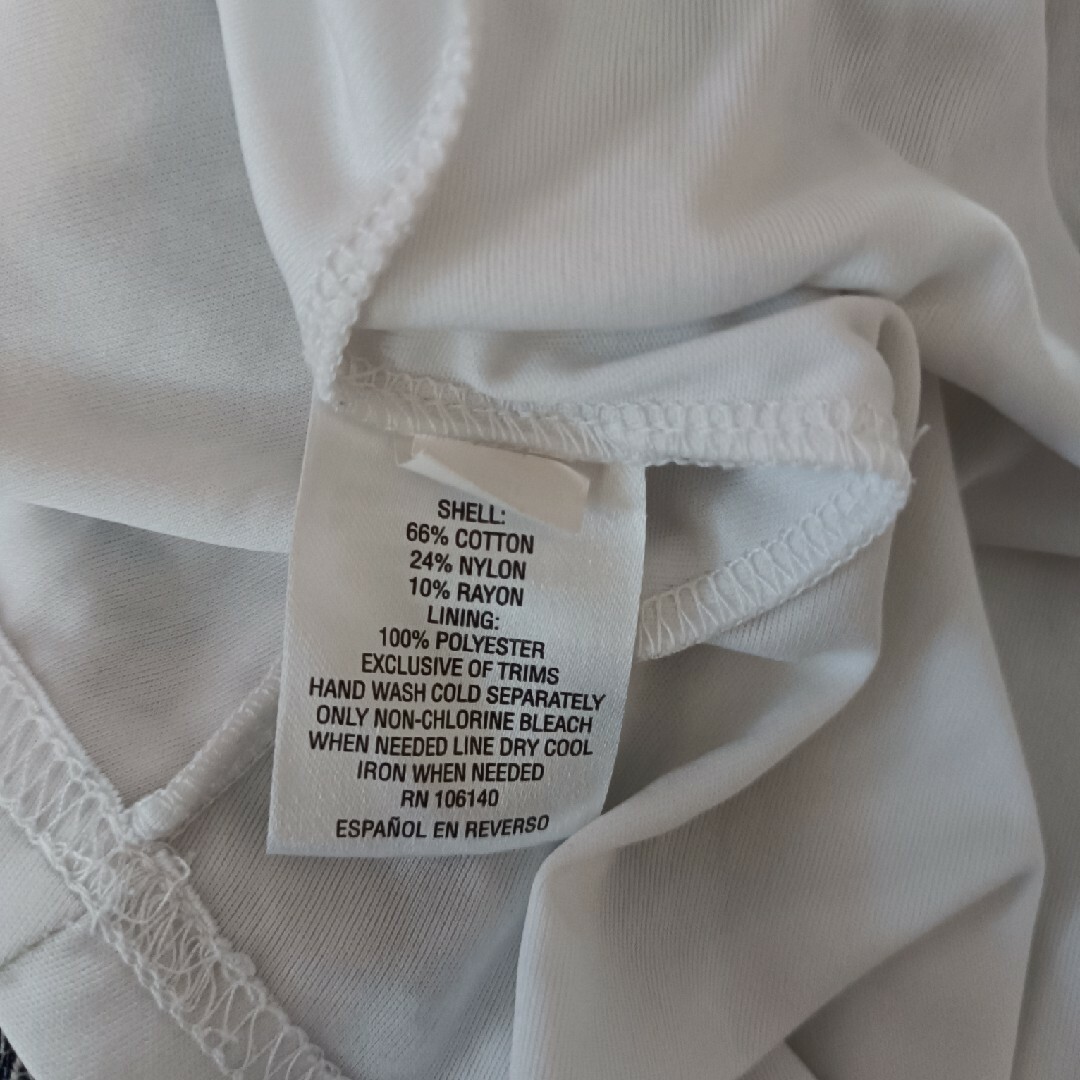 SHELL:
66% COTTON
24% NYLON
10% RAYON
LINING:
100% POLYESTER
EXCLUSIVE OF TRIMS
HAND WASH COLD SEPARATELY
ONLY NON-CHLORINE BLEACH
WHEN NEEDED LINE DRY COOL
IRON WHEN NEEDED
RN 106140
ESPAÑOL EN REVERSO